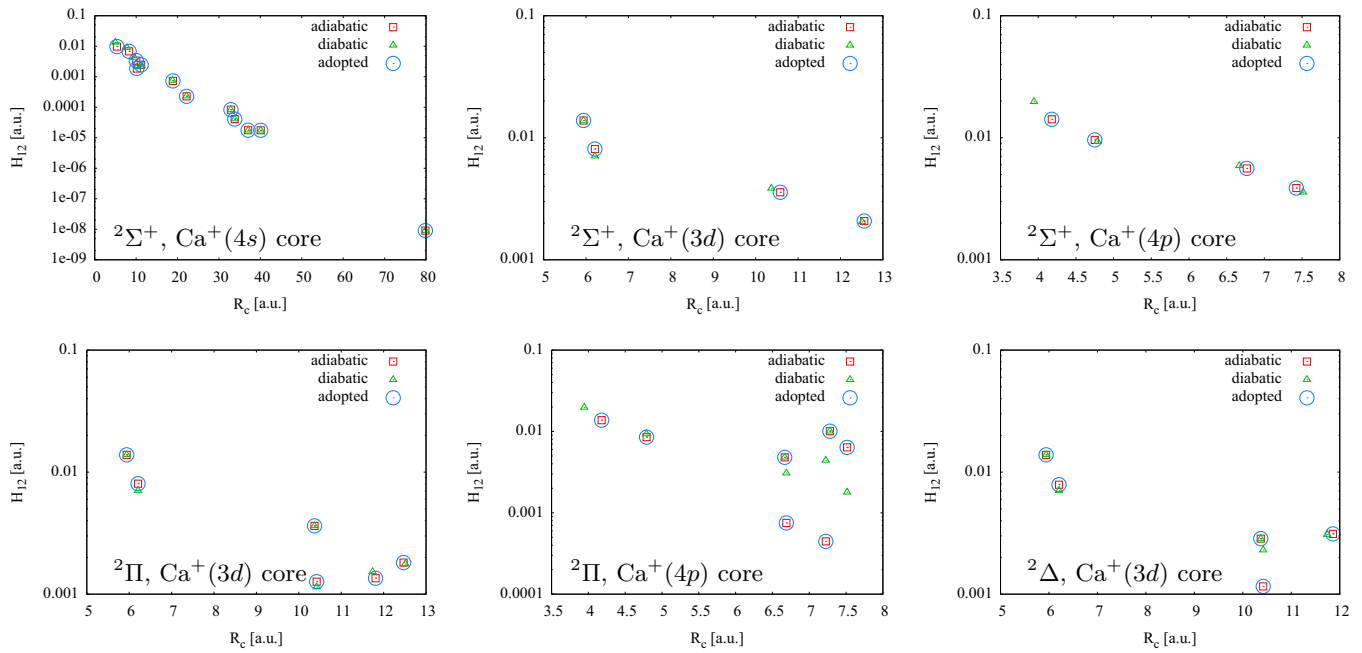 0.1
0.01
0.001
0.0001
1e-05
1e-06
1e-07
1e-08
1e-09
0 10 20 30 40 50 60 70 80
H12 [a.u.]
Rc [a.u.]
adiabatic
diabatic
adopted
²Σ⁺, Ca⁺(4s) core
0.1
0.01
0.001
5 6 7 8 9 10 11 12 13
H12 [a.u.]
Rc [a.u.]
adiabatic
diabatic
adopted
²Σ⁺, Ca⁺(3d) core
0.1
0.01
0.001
3.5 4 4.5 5 5.5 6 6.5 7 7.5 8
H12 [a.u.]
Rc [a.u.]
adiabatic
diabatic
adopted
²Σ⁺, Ca⁺(4p) core
0.1
0.01
0.001
5 6 7 8 9 10 11 12 13
H12 [a.u.]
Rc [a.u.]
adiabatic
diabatic
adopted
²Π, Ca⁺(3d) core
0.1
0.01
0.001
0.0001
3.5 4 4.5 5 5.5 6 6.5 7 7.5 8
H12 [a.u.]
Rc [a.u.]
adiabatic
diabatic
adopted
²Π, Ca⁺(4p) core
0.1
0.01
0.001
5 6 7 8 9 10 11 12
H12 [a.u.]
Rc [a.u.]
adiabatic
diabatic
adopted
²Δ, Ca⁺(3d) core